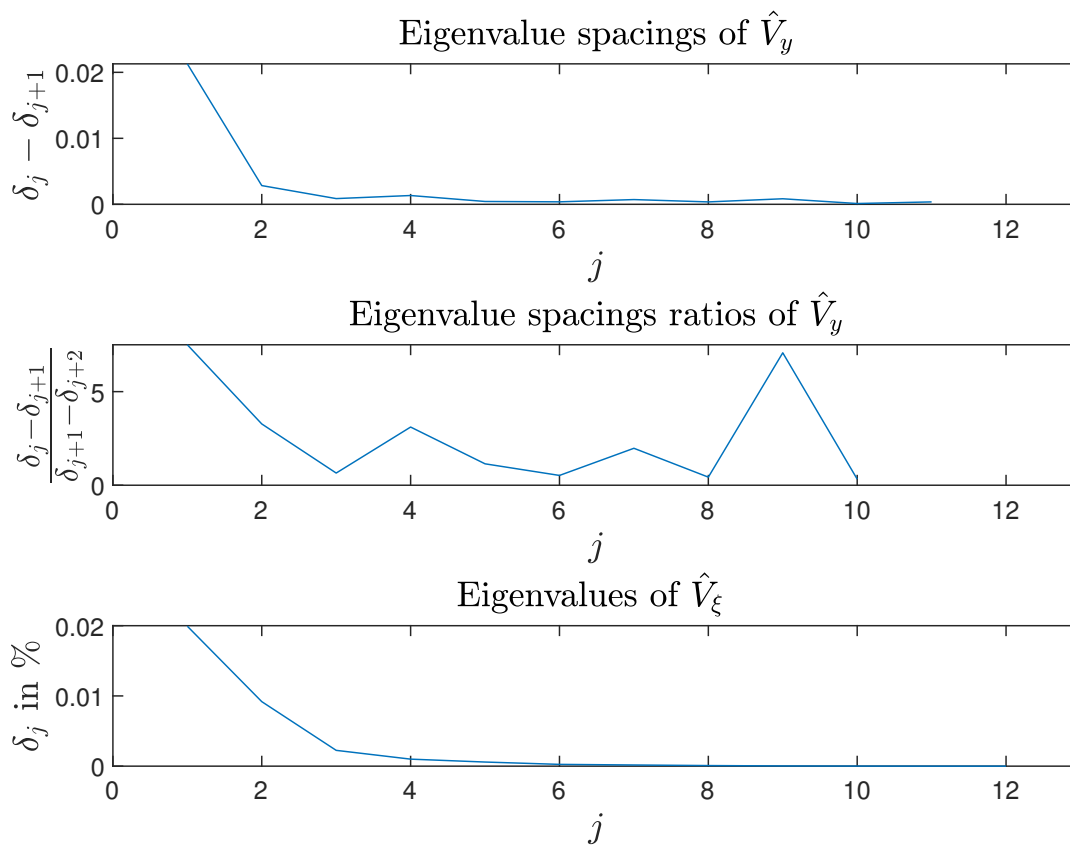 Eigenvalue spacings of V̂_y
δ_j − δ_{j+1}
0.02
0.01
0
0 2 4 6 8 10 12
j
Eigenvalue spacings ratios of V̂_y
δ_j−δ_{j+1}
δ_{j+1}−δ_{j+2}
5
0
0 2 4 6 8 10 12
j
Eigenvalues of V̂_ξ
δ_j in %
0.02
0.01
0
0 2 4 6 8 10 12
j